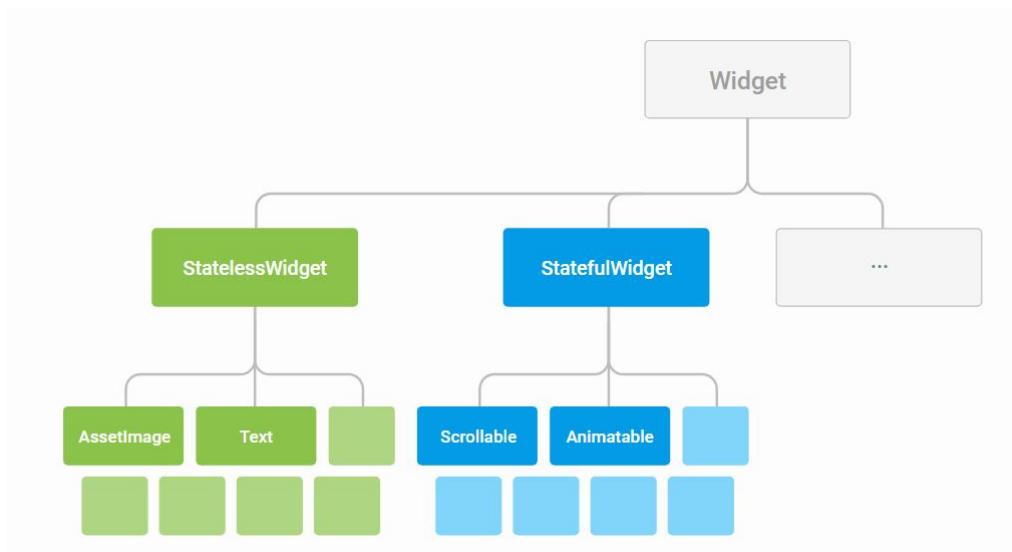 Widget
StatelessWidget
StatefulWidget
...
AssetImage
Text
Scrollable
Animatable